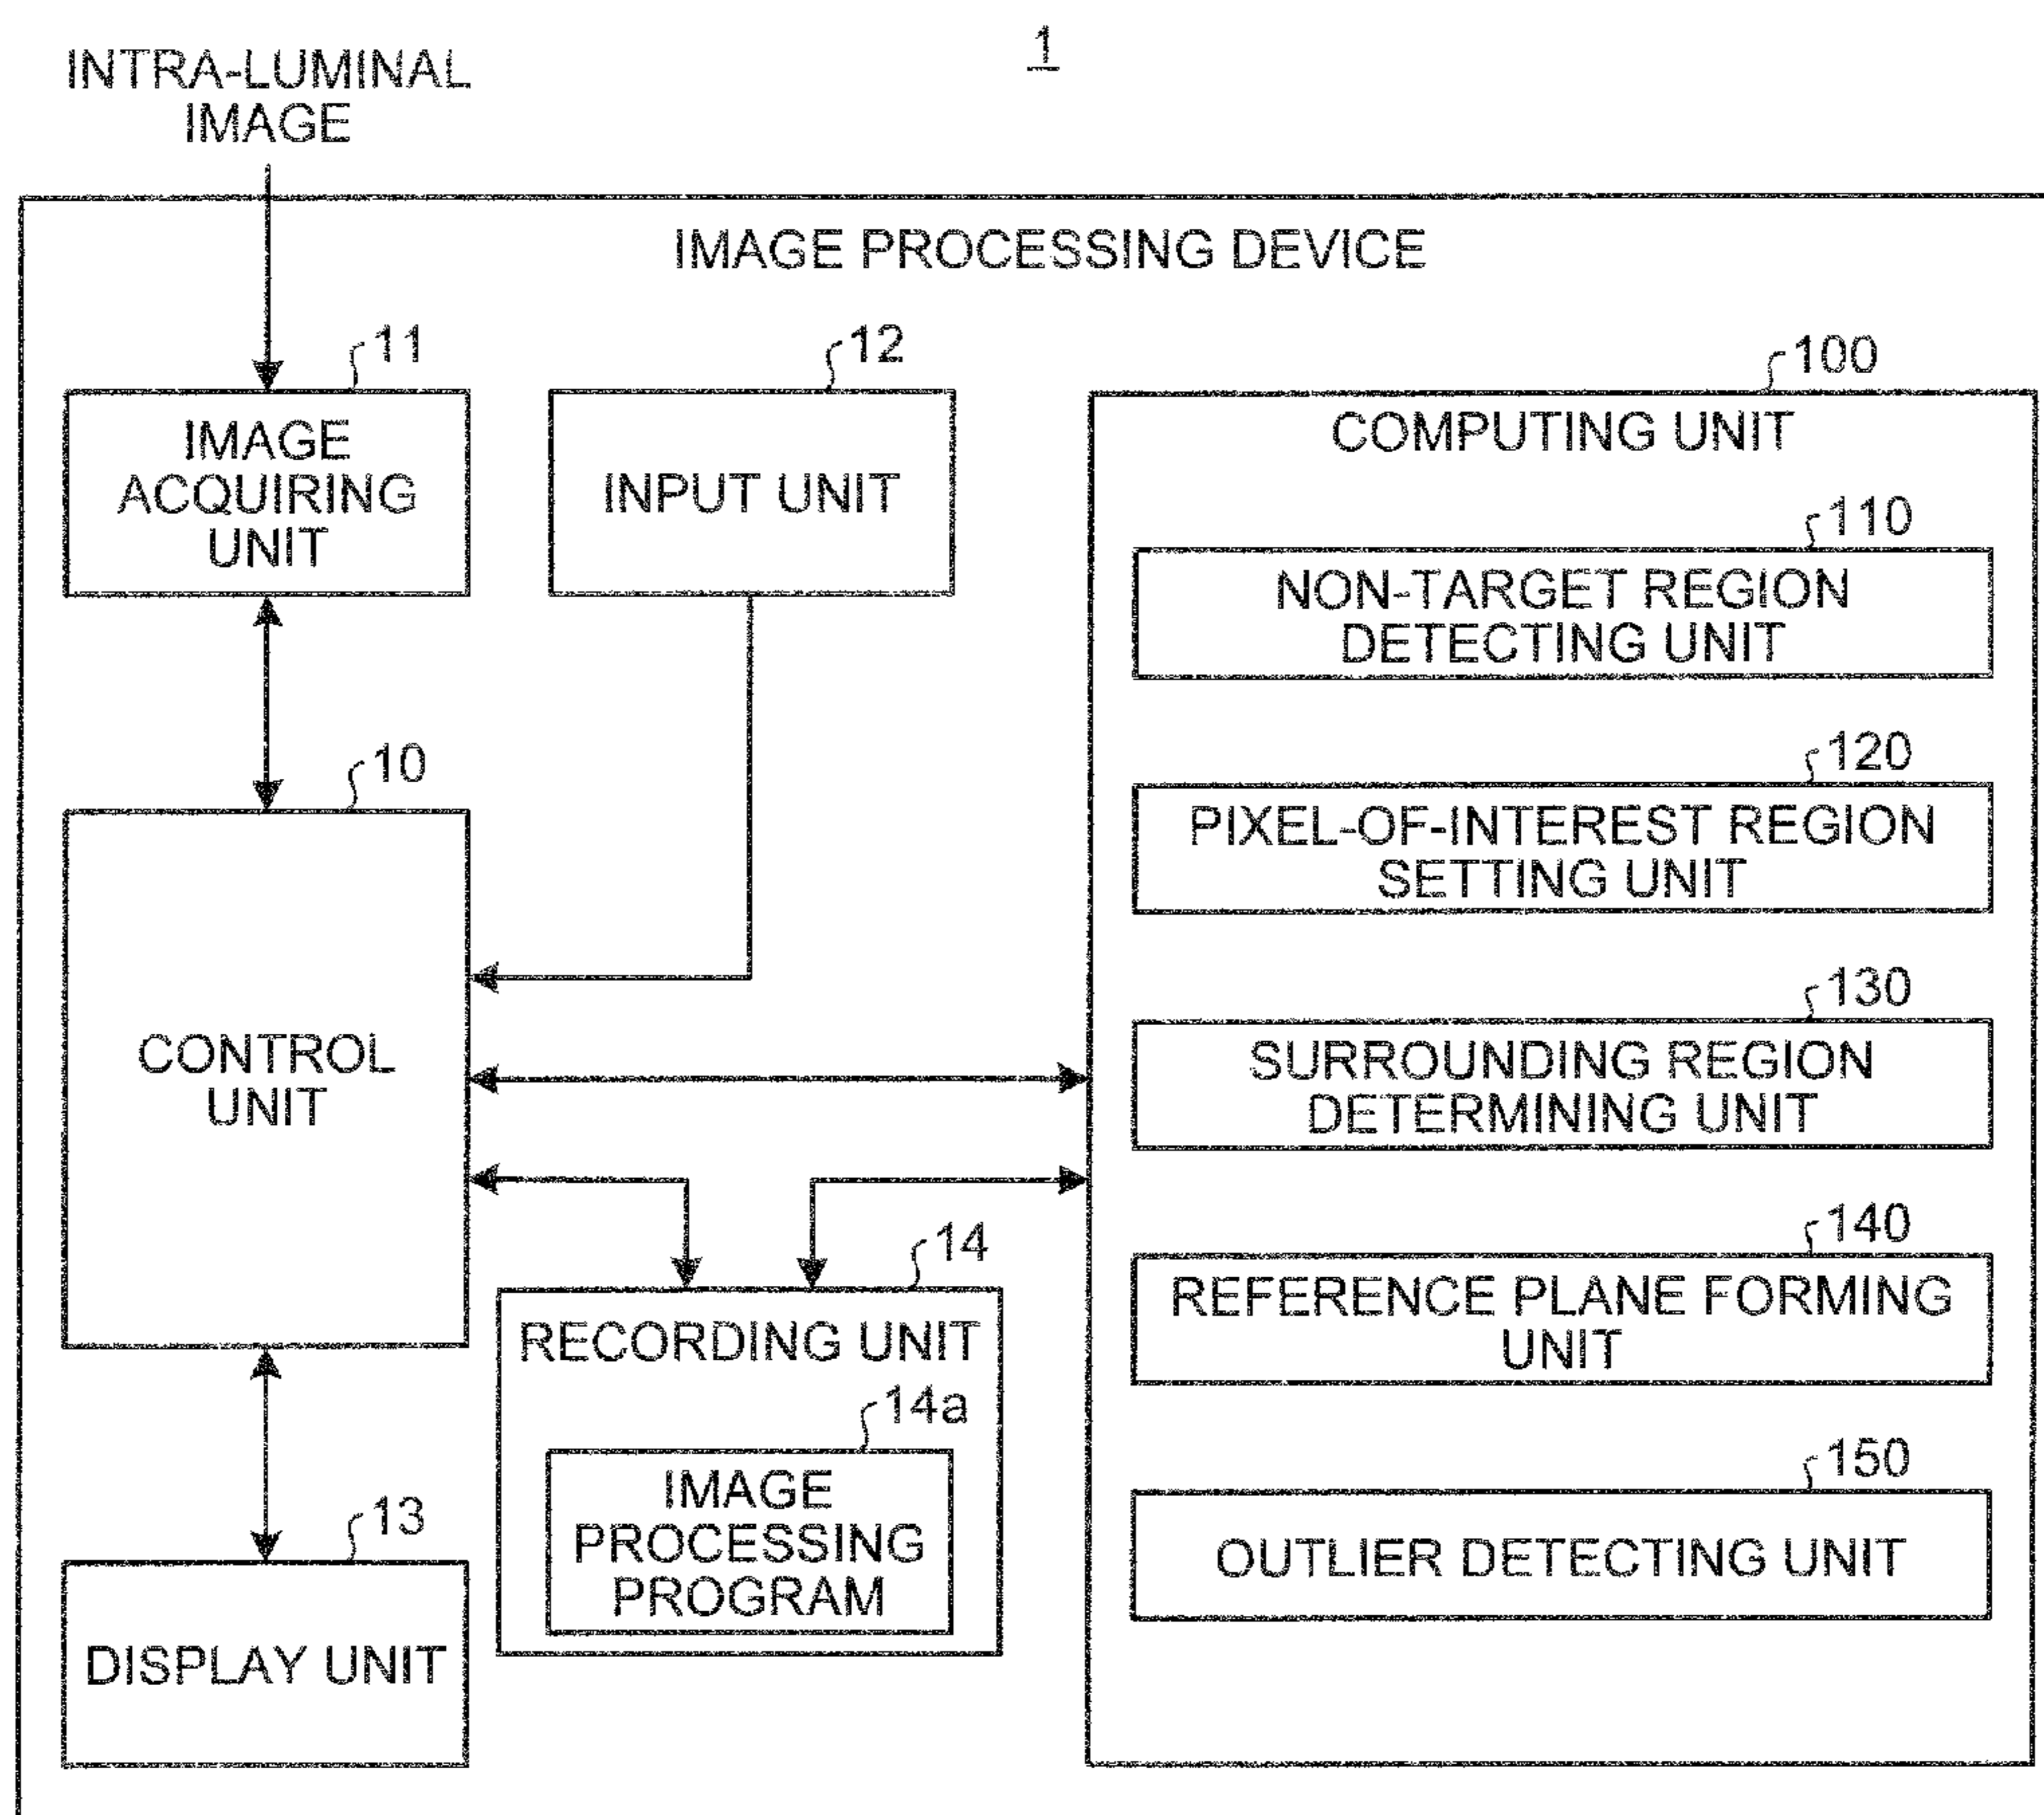 1
INTRA-LUMINAL
IMAGE
IMAGE PROCESSING DEVICE
11
IMAGE
ACQUIRING
UNIT
12
INPUT UNIT
10
CONTROL
UNIT
14
RECORDING UNIT
14a
IMAGE
PROCESSING
PROGRAM
13
DISPLAY UNIT
100
COMPUTING UNIT
110
NON-TARGET REGION
DETECTING UNIT
120
PIXEL-OF-INTEREST REGION
SETTING UNIT
130
SURROUNDING REGION
DETERMINING UNIT
140
REFERENCE PLANE FORMING
UNIT
150
OUTLIER DETECTING UNIT